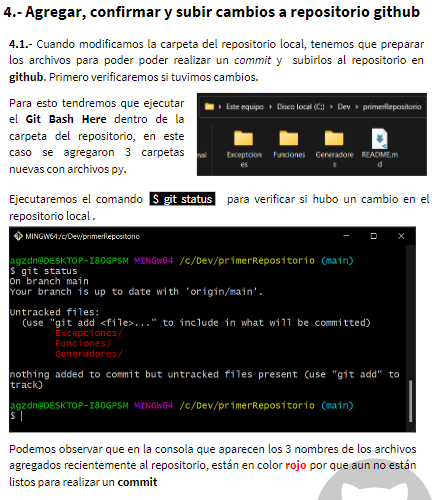 4.- Agregar, confirmar y subir cambios a repositorio github
4.1.- Cuando modificamos la carpeta del repositorio local, tenemos que preparar
los archivos para poder poder realizar un commit y subirlos al repositorio en
github. Primero verificaremos si tuvimos cambios.
Para esto tendremos que ejecutar
el Git Bash Here dentro de la
carpeta del repositorio, en este
caso se agregaron 3 carpetas
nuevas con archivos py.
Este equipo > Disco local (C:) > Dev > primerRepositorio
nal
Exceptcion
es
Funciones
Generadore
s
README.m
d
Ejecutaremos el comando $ git status para verificar si hubo un cambio en el
repositorio local .
MINGW64:/c/Dev/primerRepositorio
agzdn@DESKTOP-I8OGPSM MINGW64 /c/Dev/primerRepositorio (main)
$ git status
On branch main
Your branch is up to date with 'origin/main'.
Untracked files:
(use "git add <file>..." to include in what will be committed)
Excepciones/
Funciones/
Generadores/
nothing added to commit but untracked files present (use "git add" to
track)
agzdn@DESKTOP-I8OGPSM MINGW64 /c/Dev/primerRepositorio (main)
$
Podemos observar que en la consola que aparecen los 3 nombres de los archivos
agregados recientemente al repositorio, están en color rojo por que aun no están
listos para realizar un commit